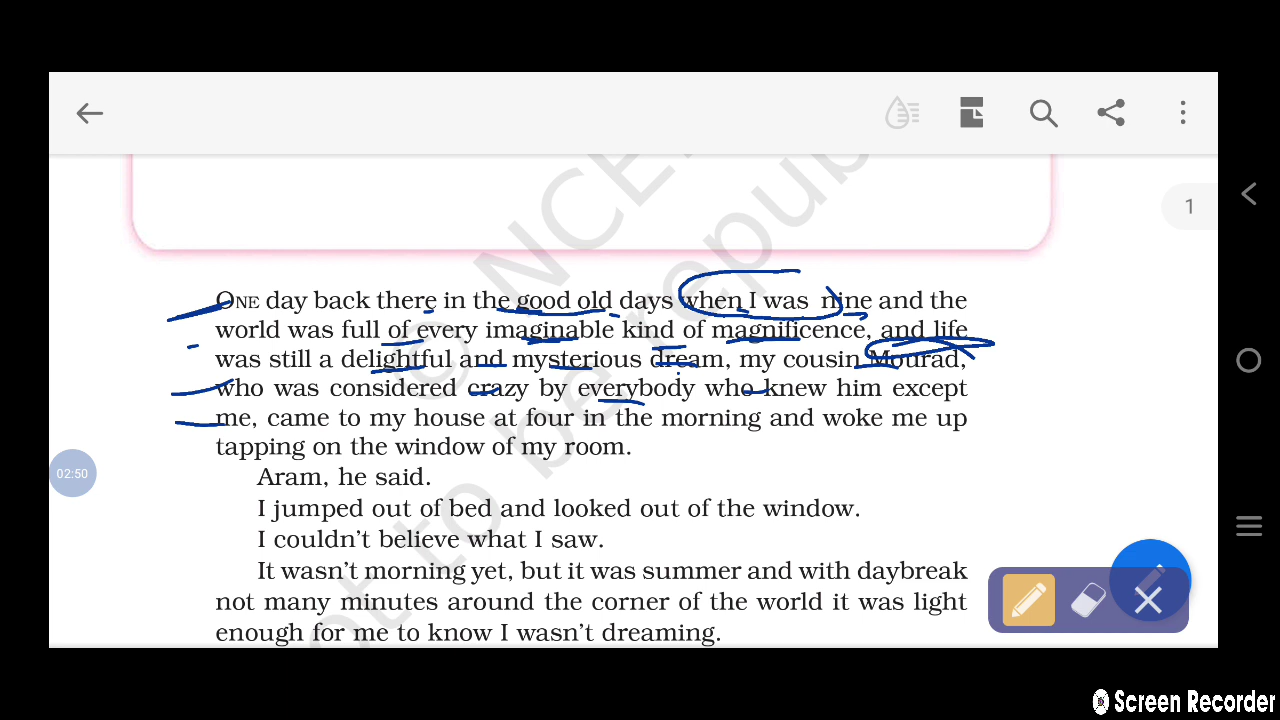 1
ONE day back there in the good old days when I was nine and the
world was full of every imaginable kind of magnificence, and life
was still a delightful and mysterious dream, my cousin Mourad,
who was considered crazy by everybody who knew him except
me, came to my house at four in the morning and woke me up
tapping on the window of my room.
02:50
Aram, he said.
I jumped out of bed and looked out of the window.
I couldn't believe what I saw.
It wasn't morning yet, but it was summer and with daybreak
not many minutes around the corner of the world it was light
enough for me to know I wasn't dreaming.
© NCE
not to be repub
Screen Recorder